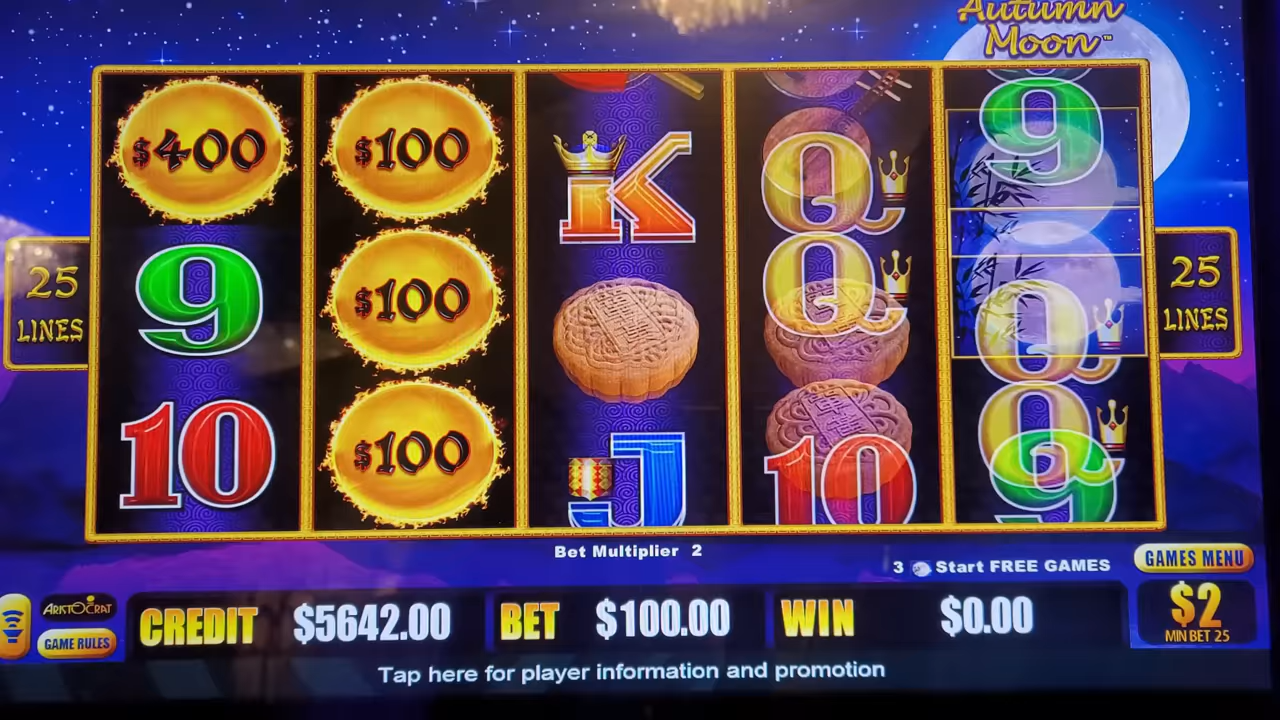 Autumn
Moon™
$400
$100
K
Q
9
9
$100
Q
Q
10
$100
J
10
Q
9
25
LINES
25
LINES
Bet Multiplier 2
3 Start FREE GAMES
GAMES MENU
ARISTOCRAT
GAME RULES
CREDIT $5642.00
BET $100.00
WIN $0.00
$2
MIN BET 25
Tap here for player information and promotion